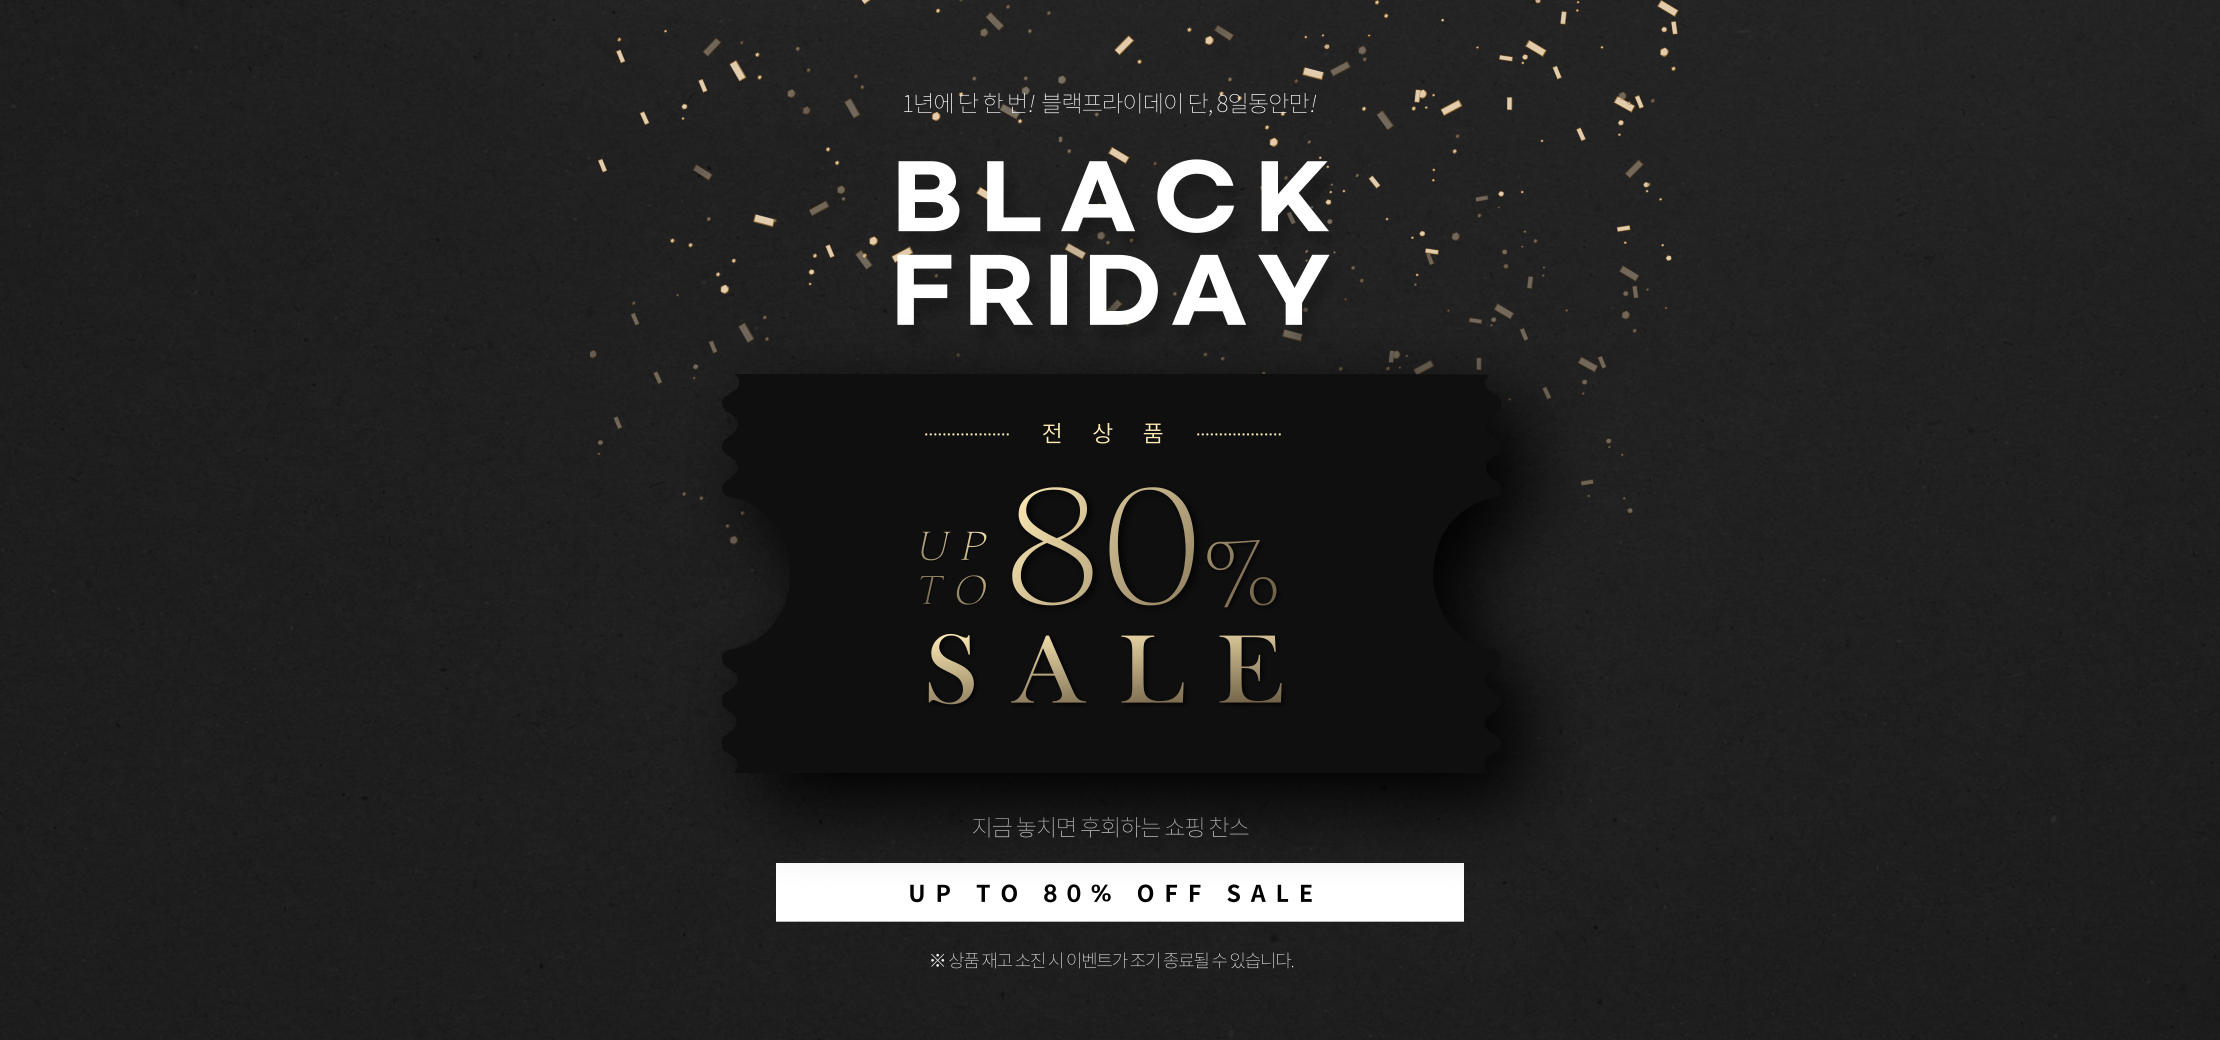 1년에 단 한 번! 블랙프라이데이 단, 8일동안만!
BLACK
FRIDAY
전 상 품
UP
TO
80%
SALE
지금 놓치면 후회하는 쇼핑 찬스
UP TO 80% OFF SALE
※ 상품 재고 소진 시 이벤트가 조기 종료될 수 있습니다.